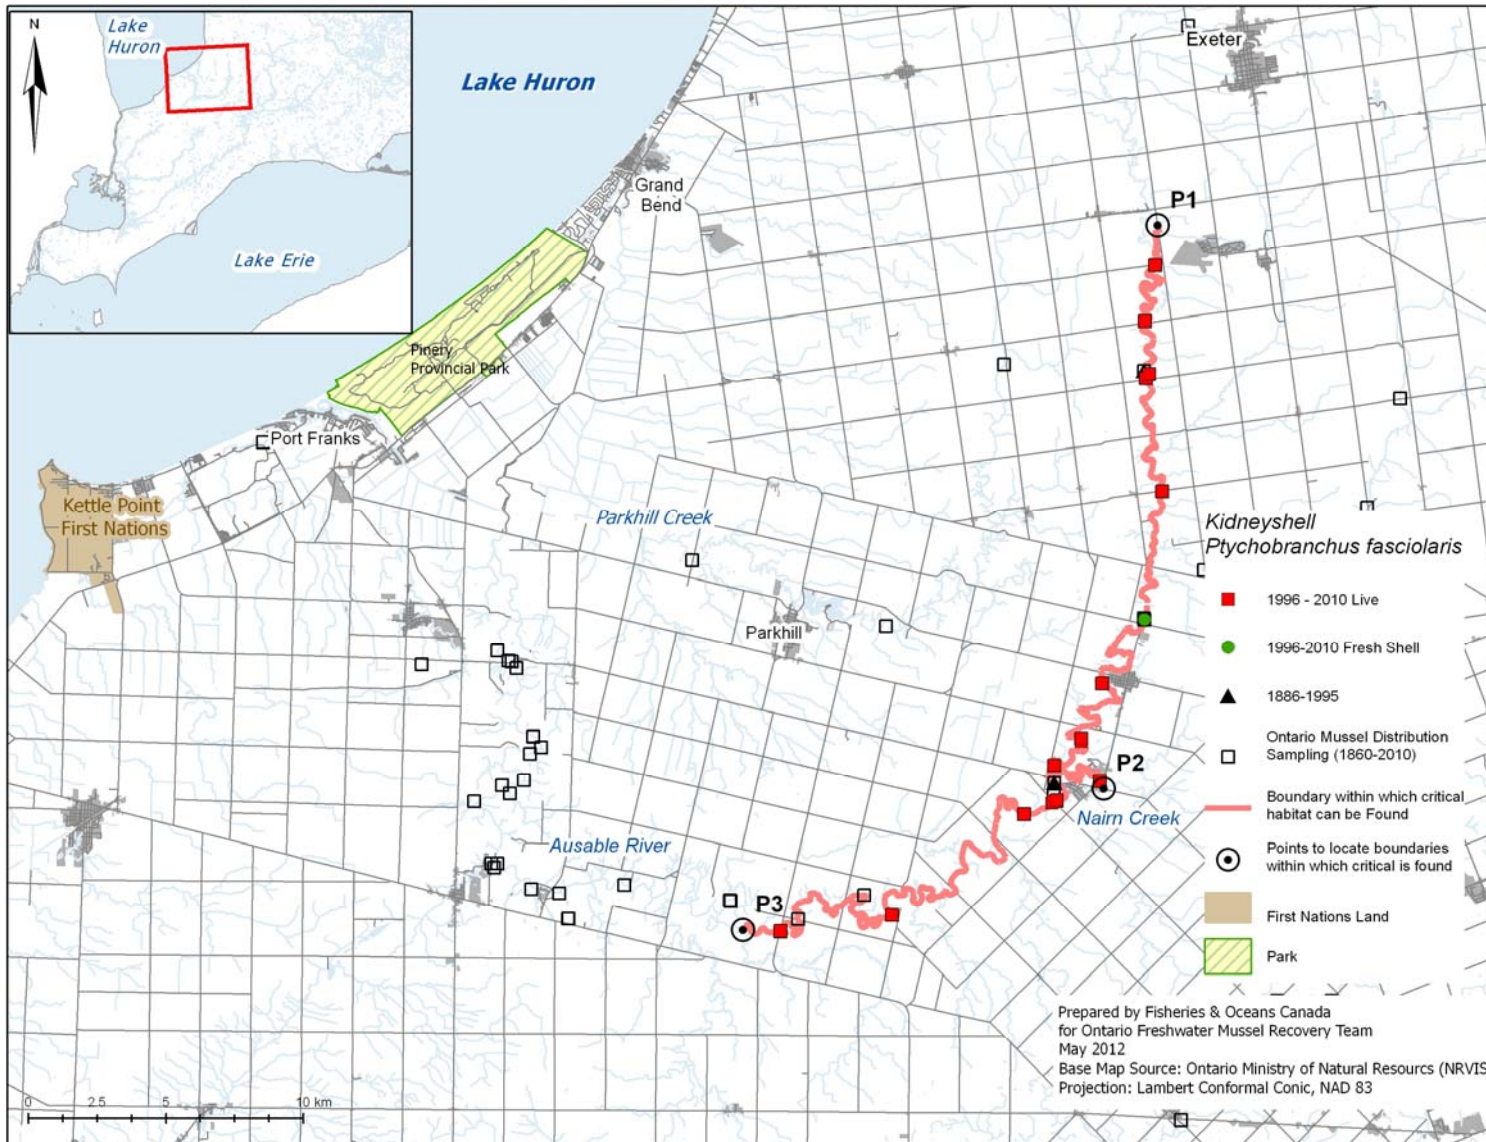 N
Lake
Huron
Lake Erie
Lake Huron
Exeter
Grand
Bend
P1
Pinery
Provincial Park
Port Franks
Kettle Point
First Nations
Parkhill Creek
Parkhill
P2
Nairn Creek
Ausable River
P3
Kidneyshell
Ptychobranchus fasciolaris
1996 - 2010 Live
1996-2010 Fresh Shell
1886-1995
Ontario Mussel Distribution
Sampling (1860-2010)
Boundary within which critical
habitat can be Found
Points to locate boundaries
within which critical is found
First Nations Land
Park
Prepared by Fisheries & Oceans Canada
for Ontario Freshwater Mussel Recovery Team
May 2012
Base Map Source: Ontario Ministry of Natural Resourcs (NRVIS
Projection: Lambert Conformal Conic, NAD 83
0 2.5 5 10 km